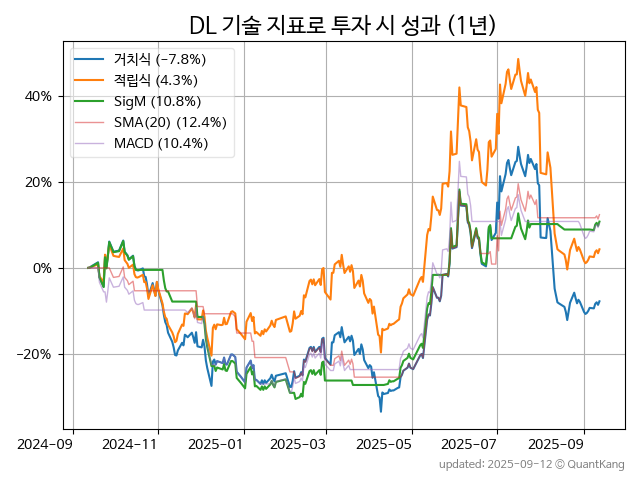 DL 기술 지표로 투자 시 성과 (1년)
거치식 (-7.8%)
적립식 (4.3%)
SigM (10.8%)
SMA(20) (12.4%)
MACD (10.4%)
40%
20%
0%
−20%
2024-09 2024-11 2025-01 2025-03 2025-05 2025-07 2025-09
updated: 2025-09-12 © QuantKang